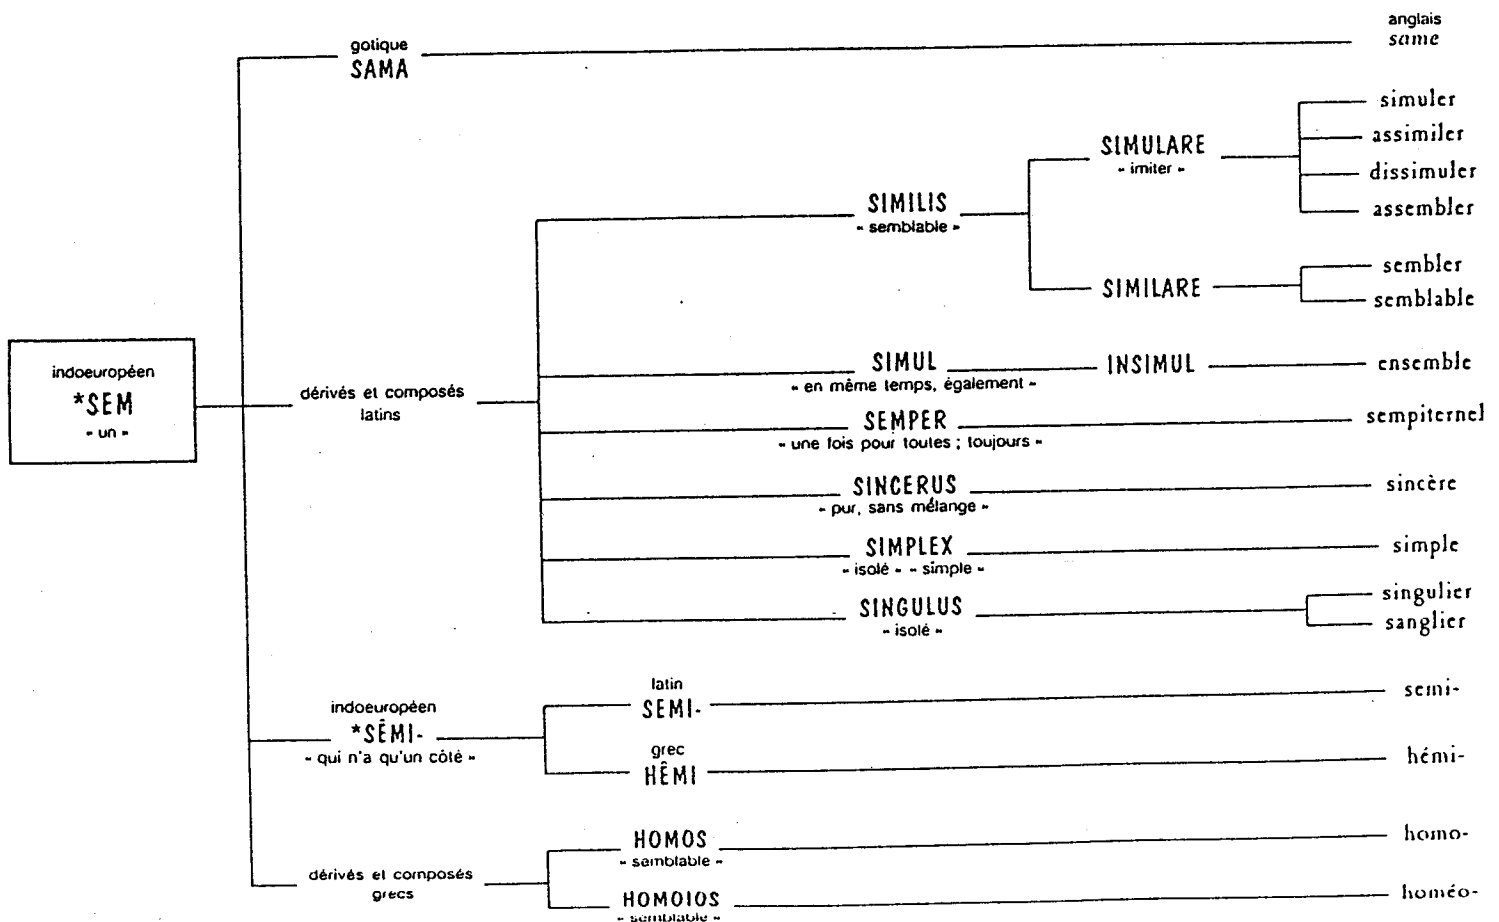 anglais
same
gotique
SAMA
simuler
assimiler
dissimuler
assembler
SIMULARE
« imiter »
SIMILIS
« semblable »
sembler
semblable
SIMILARE
indoeuropéen
*SEM
« un »
dérivés et composés
latins
SIMUL
« en même temps, également »
INSIMUL
ensemble
SEMPER
« une fois pour toutes ; toujours »
sempiternel
SINCERUS
« pur, sans mélange »
sincère
SIMPLEX
« isolé » « simple »
simple
SINGULUS
« isolé »
singulier
sanglier
indoeuropéen
*SÊMI-
« qui n'a qu'un côté »
latin
SEMI-
semi-
grec
HÊMI
hémi-
dérivés et composés
grecs
HOMOS
« semblable »
homo-
HOMOIOS
« semblable »
homéo-